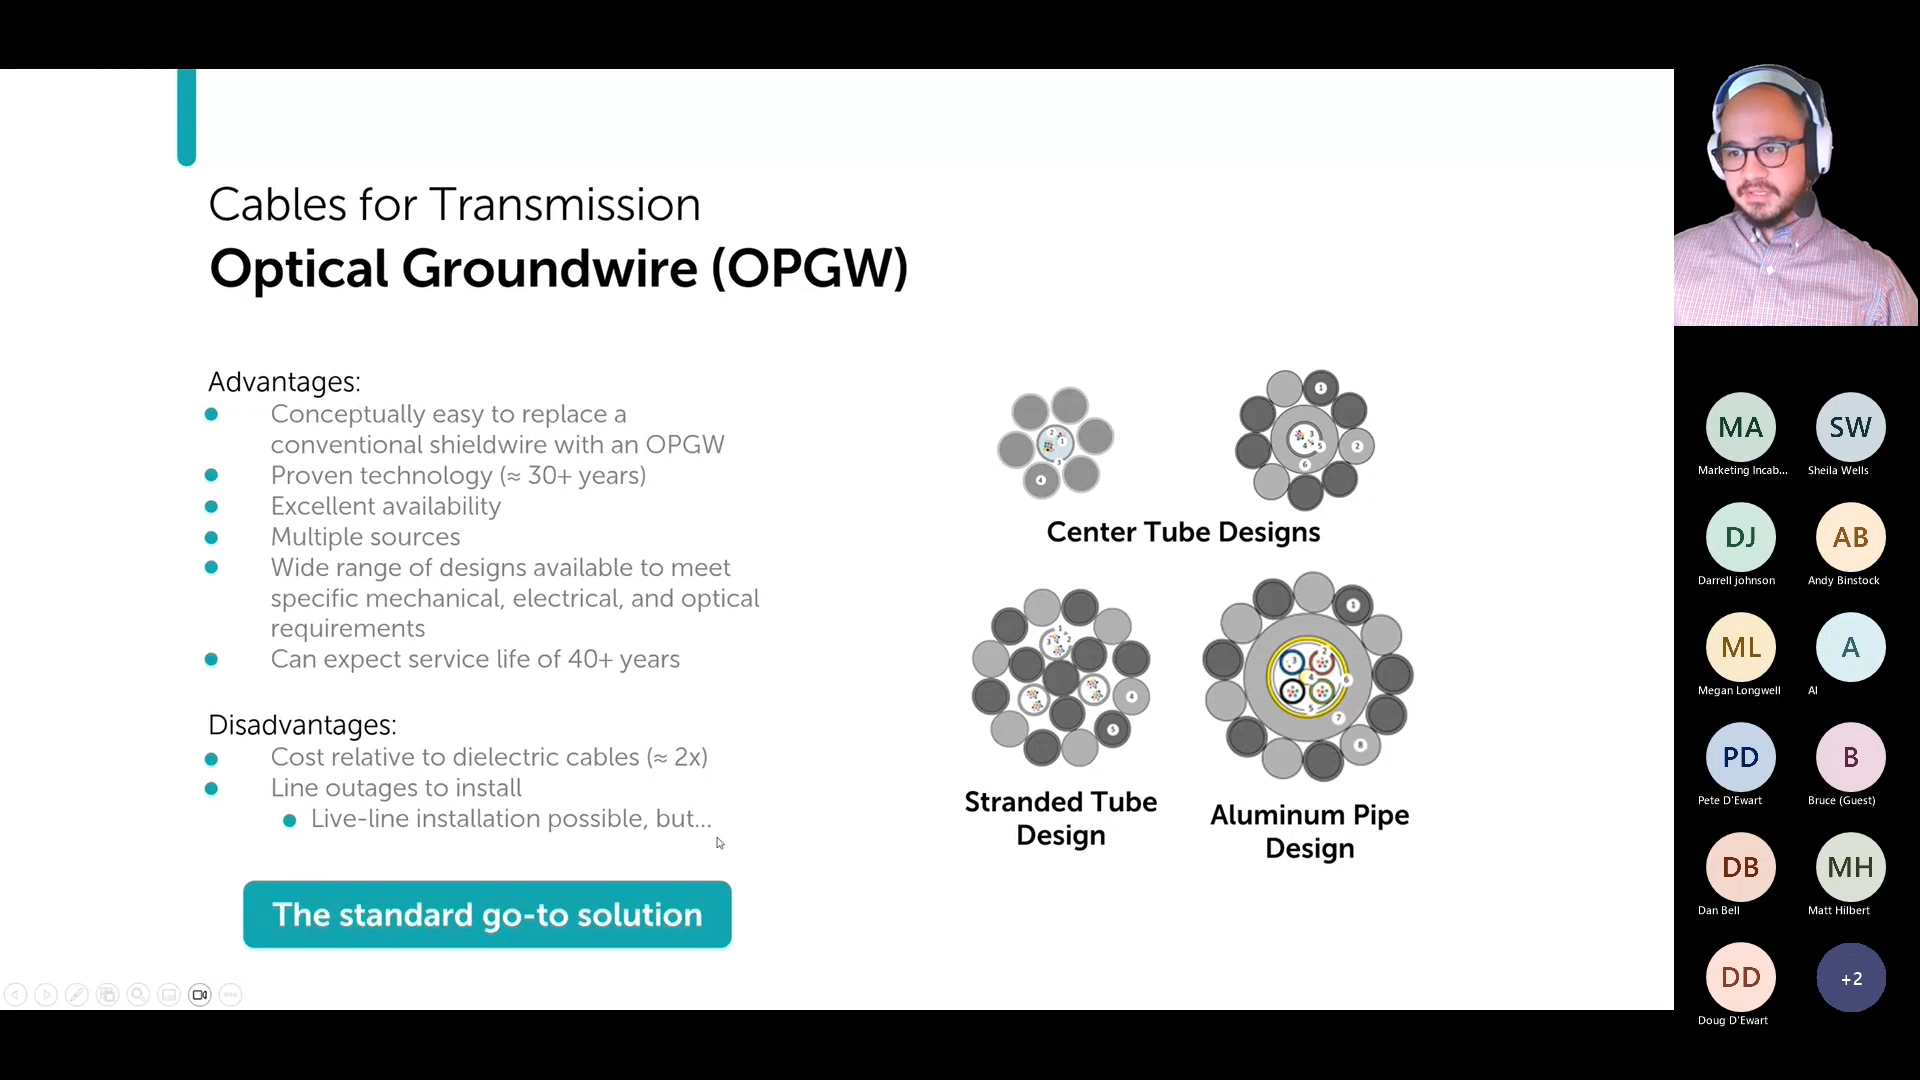 Cables for Transmission
Optical Groundwire (OPGW)
Advantages:
Conceptually easy to replace a
conventional shieldwire with an OPGW
Proven technology (≈ 30+ years)
Excellent availability
Multiple sources
Wide range of designs available to meet
specific mechanical, electrical, and optical
requirements
Can expect service life of 40+ years
Disadvantages:
Cost relative to dielectric cables (≈ 2x)
Line outages to install
Live-line installation possible, but...
The standard go-to solution
Center Tube Designs
Stranded Tube
Design
Aluminum Pipe
Design
MA
Marketing Incab...
SW
Sheila Wells
DJ
Darrell johnson
AB
Andy Binstock
ML
Megan Longwell
A
Al
PD
Pete D'Ewart
B
Bruce (Guest)
DB
Dan Bell
MH
Matt Hilbert
DD
Doug D'Ewart
+2